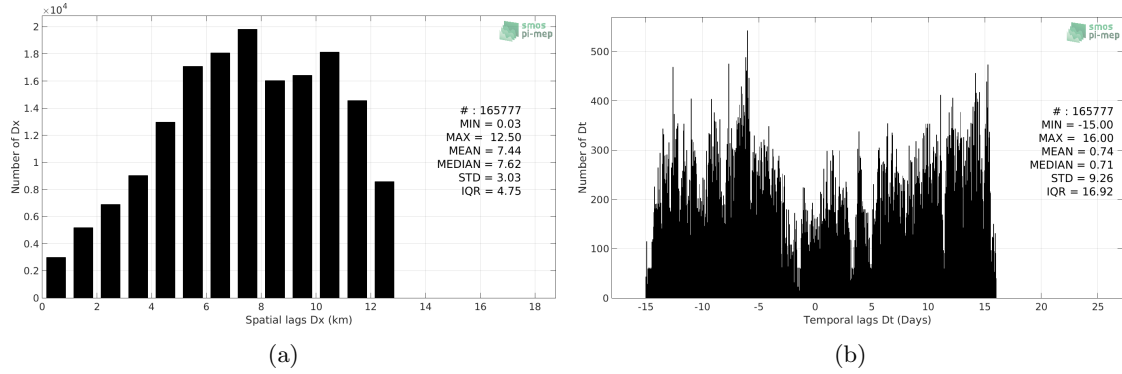 ×10⁴
2
1.8
1.6
1.4
1.2
1
0.8
0.6
0.4
0.2
0
Number of Dx
smos
pi-mep
# : 165777
MIN = 0.03
MAX = 12.50
MEAN = 7.44
MEDIAN = 7.62
STD = 3.03
IQR = 4.75
0 2 4 6 8 10 12 14 16 18
Spatial lags Dx (km)
(a)
500
400
300
200
100
0
Number of Dt
smos
pi-mep
# : 165777
MIN = -15.00
MAX = 16.00
MEAN = 0.74
MEDIAN = 0.71
STD = 9.26
IQR = 16.92
-15 -10 -5 0 5 10 15 20 25
Temporal lags Dt (Days)
(b)